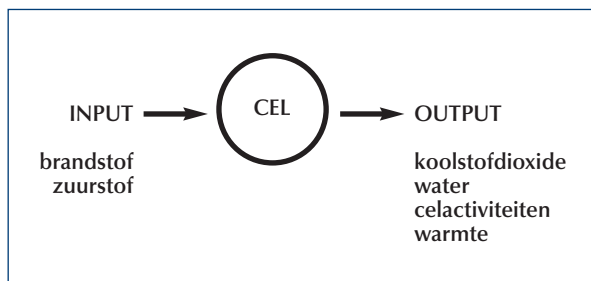 INPUT
brandstof
zuurstof
CEL
OUTPUT
koolstofdioxide
water
celactiviteiten
warmte